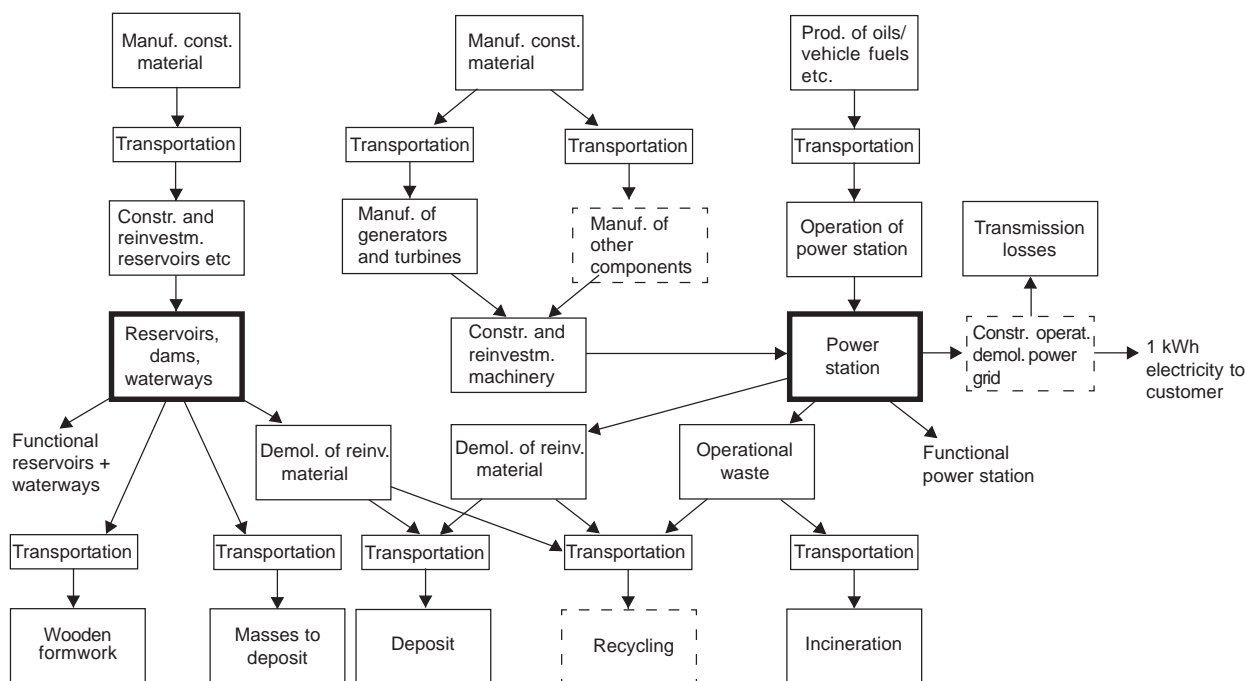 Manuf. const.
material
Manuf. const.
material
Prod. of oils/
vehicle fuels
etc.
Transportation
Transportation
Transportation
Transportation
Constr. and
reinvestm.
reservoirs etc
Manuf. of
generators
and turbines
Manuf. of
other
components
Operation of
power station
Transmission
losses
Reservoirs,
dams,
waterways
Constr. and
reinvestm.
machinery
Power
station
Constr. operat.
demol. power
grid
1 kWh
electricity to
customer
Functional
reservoirs +
waterways
Demol. of reinv.
material
Demol. of reinv.
material
Operational
waste
Functional
power station
Transportation
Transportation
Transportation
Transportation
Transportation
Wooden
formwork
Masses to
deposit
Deposit
Recycling
Incineration